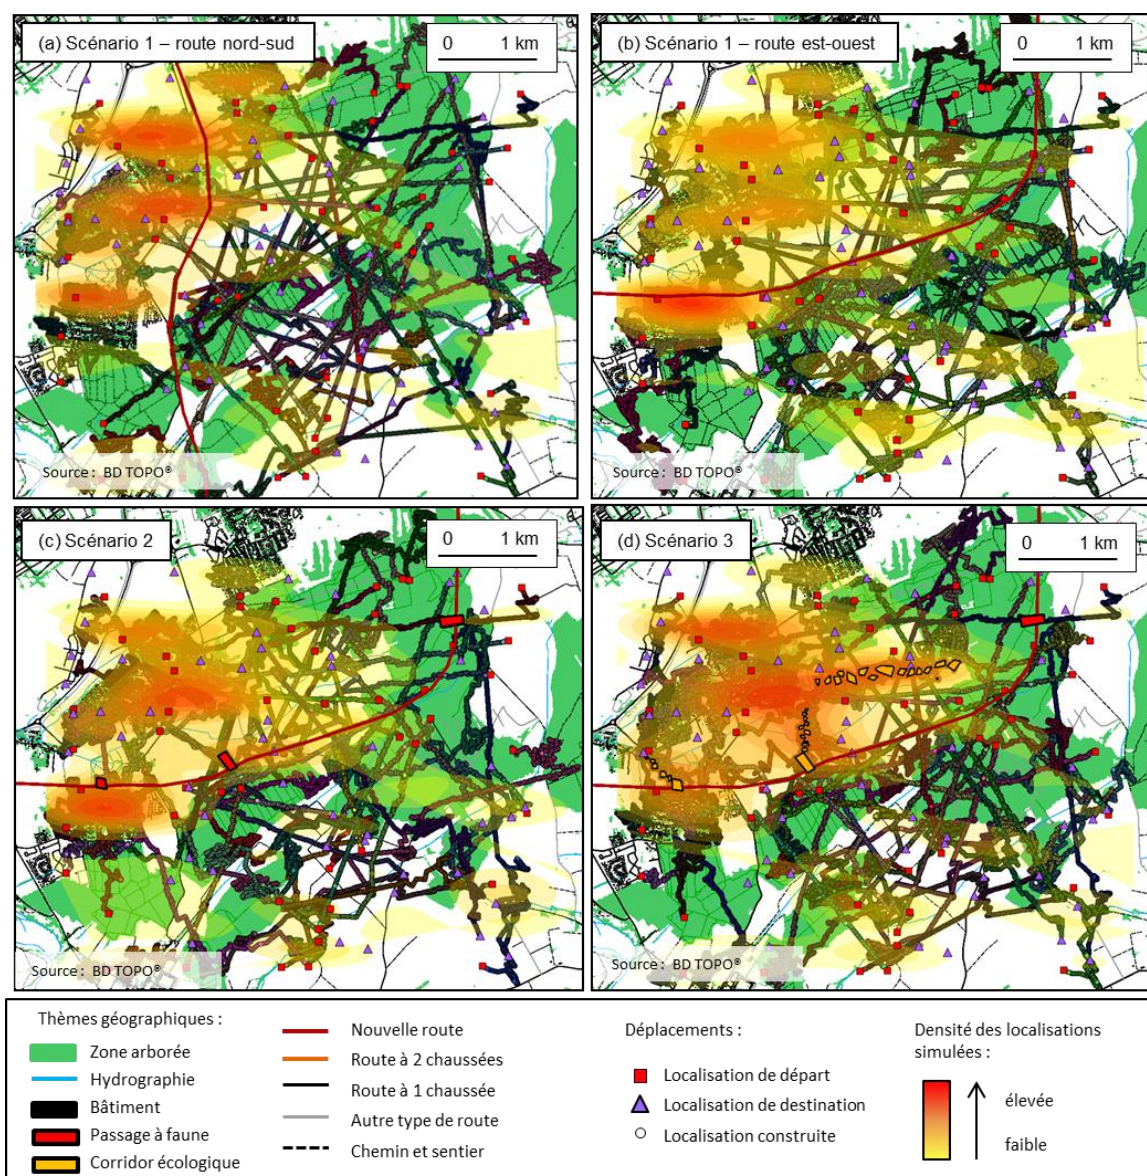 (a) Scénario 1 – route nord-sud
0 1 km
Source : BD TOPO®
(b) Scénario 1 – route est-ouest
0 1 km
Source : BD TOPO®
(c) Scénario 2
0 1 km
Source : BD TOPO®
(d) Scénario 3
0 1 km
Source : BD TOPO®
Thèmes géographiques :
Zone arborée
Hydrographie
Bâtiment
Passage à faune
Corridor écologique
Nouvelle route
Route à 2 chaussées
Route à 1 chaussée
Autre type de route
Chemin et sentier
Déplacements :
Localisation de départ
Localisation de destination
Localisation construite
Densité des localisations
simulées :
élevée
faible